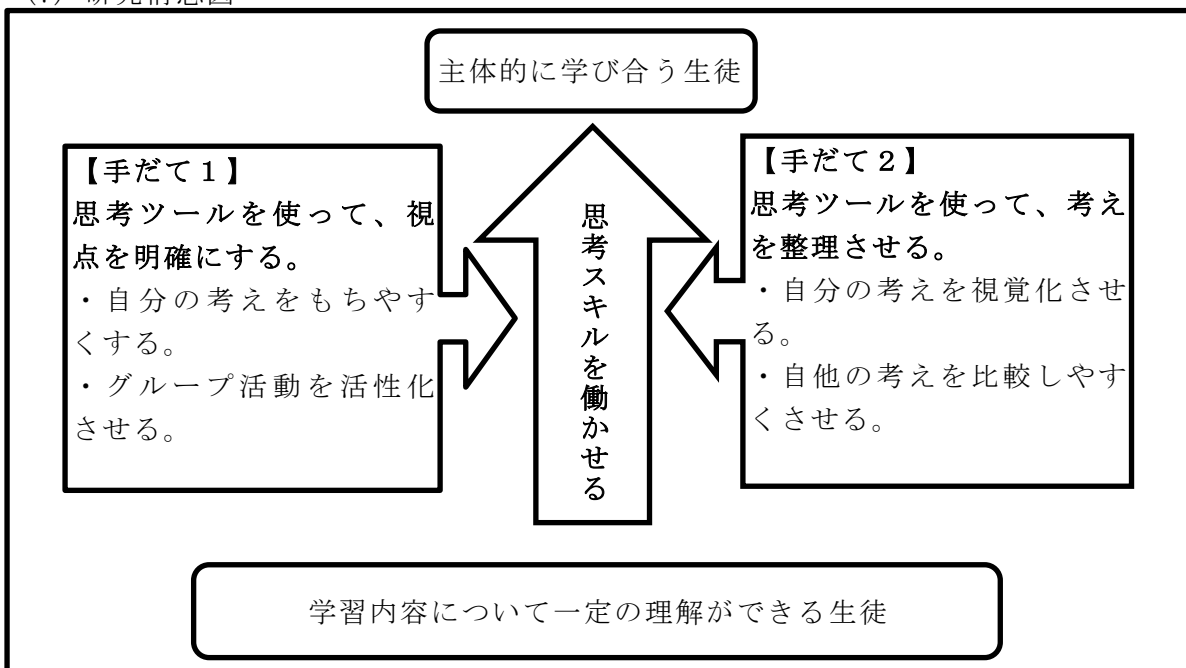 主体的に学び合う生徒
【手だて１】
思考ツールを使って、視
点を明確にする。
・自分の考えをもちやす
くする。
・グループ活動を活性化
させる。
思考スキルを働かせる
【手だて２】
思考ツールを使って、考え
を整理させる。
・自分の考えを視覚化させ
る。
・自他の考えを比較しやす
くさせる。
学習内容について一定の理解ができる生徒